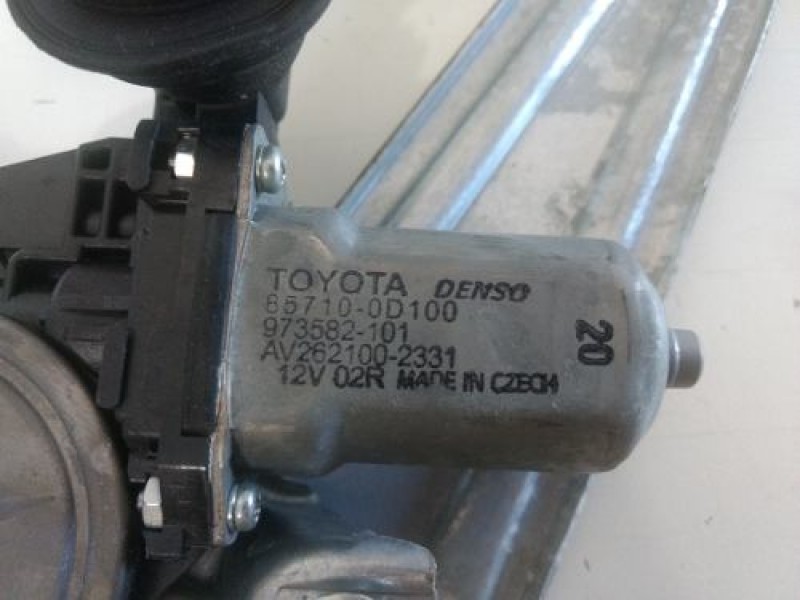 TOYOTA DENSO
85710-0D100
973582-101
AV262100-2331
12V 02R MADE IN CZECH
20